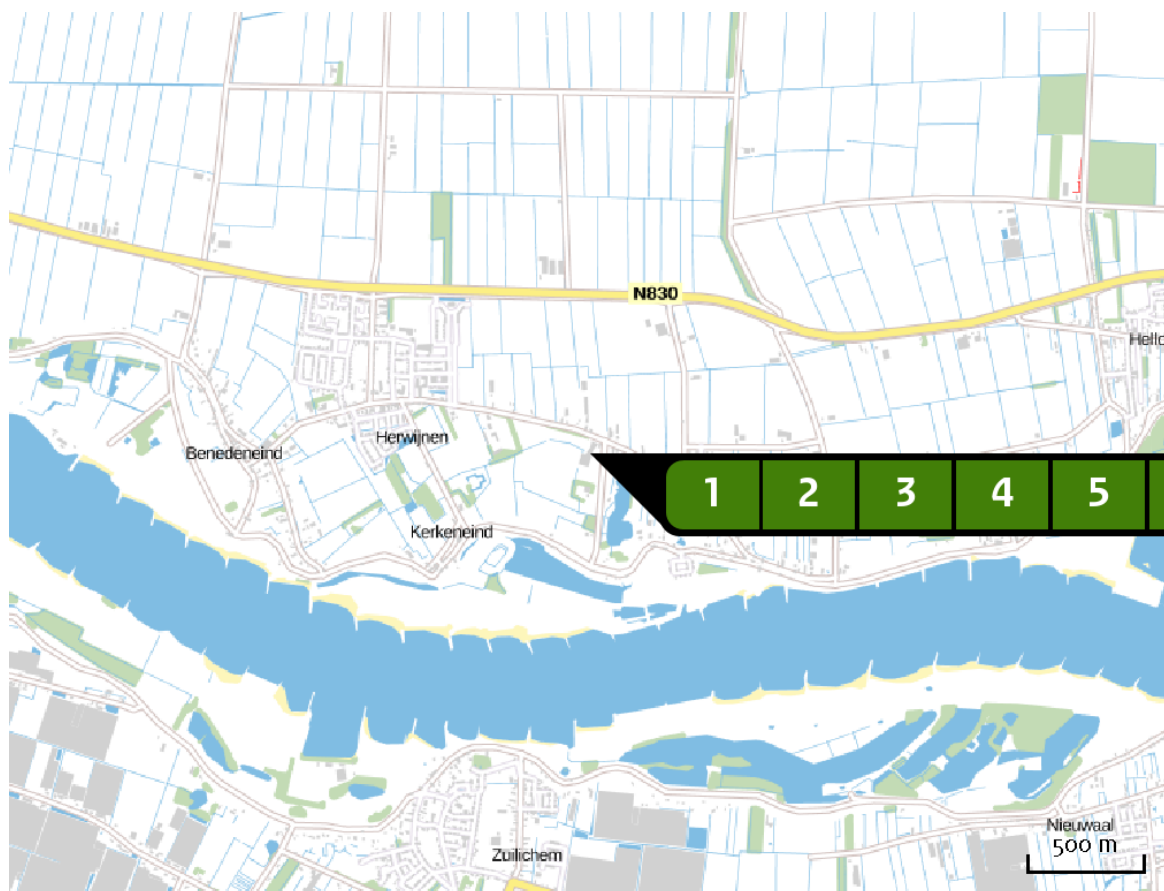 N830
Hello
Herwijnen
Benedeneind
1 2 3 4 5
Kerkeneind
Nieuwaal
500 m
Zuilichem